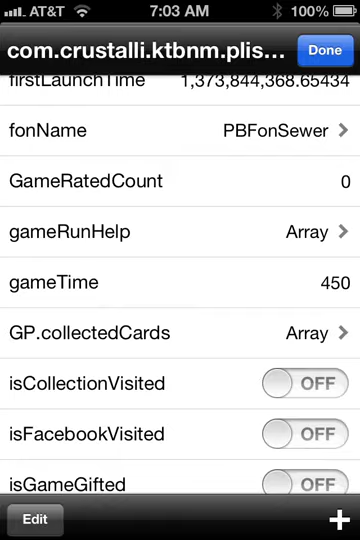 AT&T 7:03 AM 100%
com.crustalli.ktbnm.plis... Done
firstLaunchTime 1,373,844,368.65434
fonName PBFonSewer
GameRatedCount 0
gameRunHelp Array
gameTime 450
GP.collectedCards Array
isCollectionVisited OFF
isFacebookVisited OFF
isGameGifted OFF
Edit +